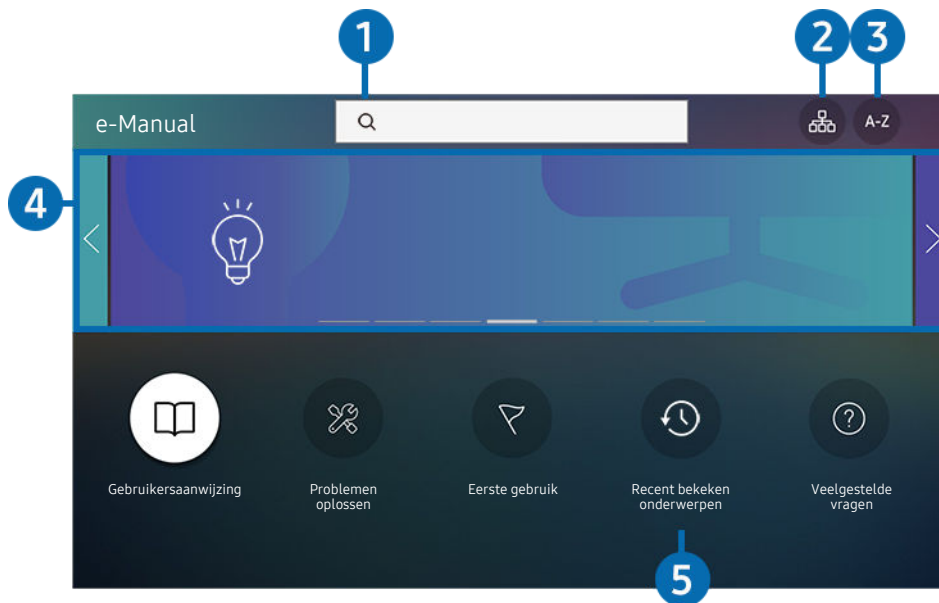 1
2
3
e-Manual
A-Z
4
Gebruikersaanwijzing
Problemen
oplossen
Eerste gebruik
Recent bekeken
onderwerpen
Veelgestelde
vragen
5